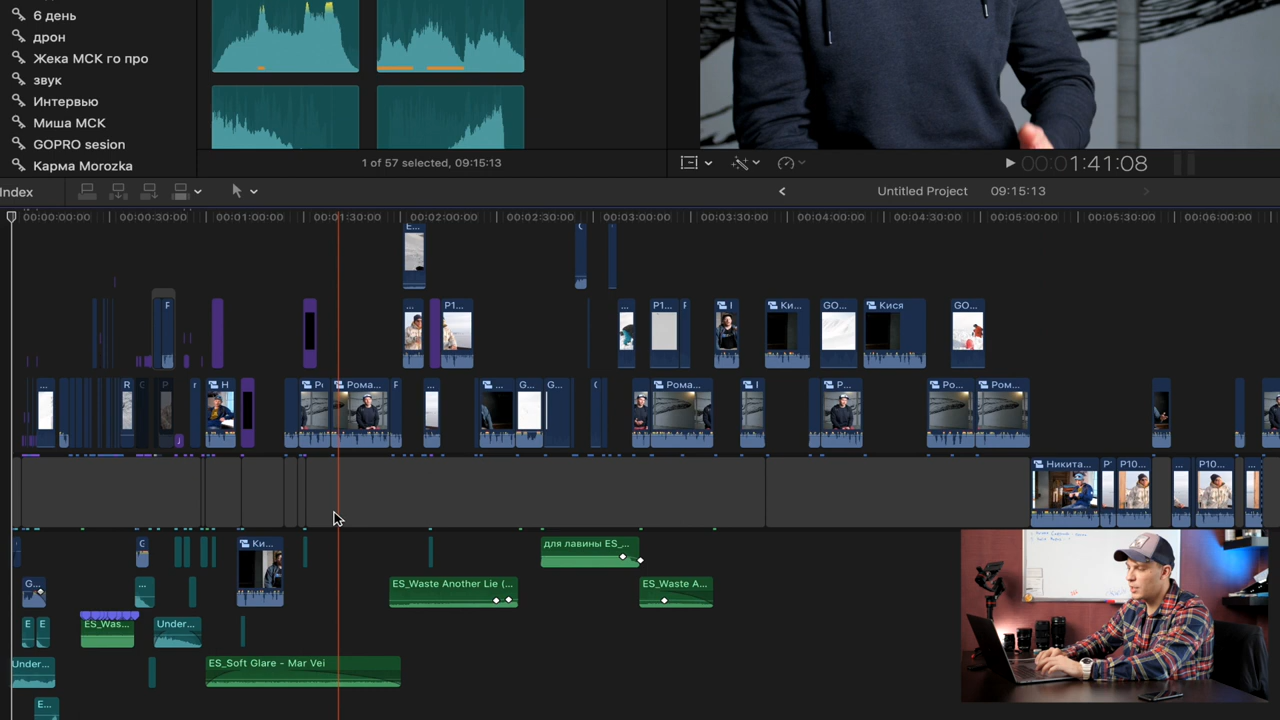 6 день
дрон
Жека МСК го про
звук
Интервью
Миша МСК
GOPRO sesion
Карма Morozka
1 of 57 selected, 09:15:13
00:00:01:41:08
Index
Untitled Project 09:15:13
00:00:00:00 00:00:30:00 00:01:00:00 00:01:30:00 00:02:00:00 00:02:30:00 00:03:00:00 00:03:30:00 00:04:00:00 00:04:30:00 00:05:00:00 00:05:30:00 00:06:00:00
E...
P1... P1... Ки... GO... Кися GO...
R Н Рома... G... G... Рома... P... Ро... Ром...
Никита... P10... P10...
G Ки... для лавины ES_...
G... ES_Waste Another Lie (... ES_Waste A...
E E ES_Was... Under...
Under... ES_Soft Glare - Mar Vei
E...